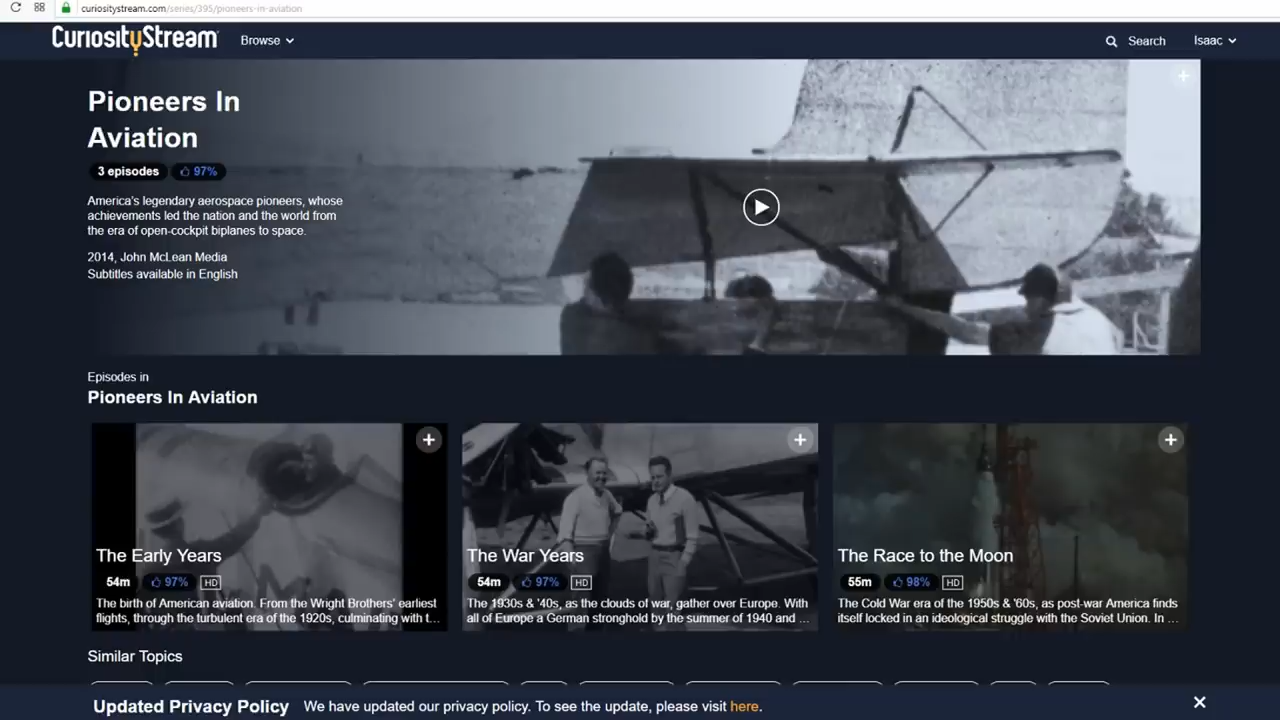 curiositystream.com/series/395/pioneers-in-aviation
CuriosityStream
Browse
Search
Isaac
Pioneers In
Aviation
3 episodes
97%
America's legendary aerospace pioneers, whose
achievements led the nation and the world from
the era of open-cockpit biplanes to space.
2014, John McLean Media
Subtitles available in English
Episodes in
Pioneers In Aviation
The Early Years
54m 97% HD
The birth of American aviation. From the Wright Brothers' earliest
flights, through the turbulent era of the 1920s, culminating with t...
The War Years
54m 97% HD
The 1930s & '40s, as the clouds of war, gather over Europe. With
all of Europe a German stronghold by the summer of 1940 and ...
The Race to the Moon
55m 98% HD
The Cold War era of the 1950s & '60s, as post-war America finds
itself locked in an ideological struggle with the Soviet Union. In ...
Similar Topics
Updated Privacy Policy We have updated our privacy policy. To see the update, please visit here.